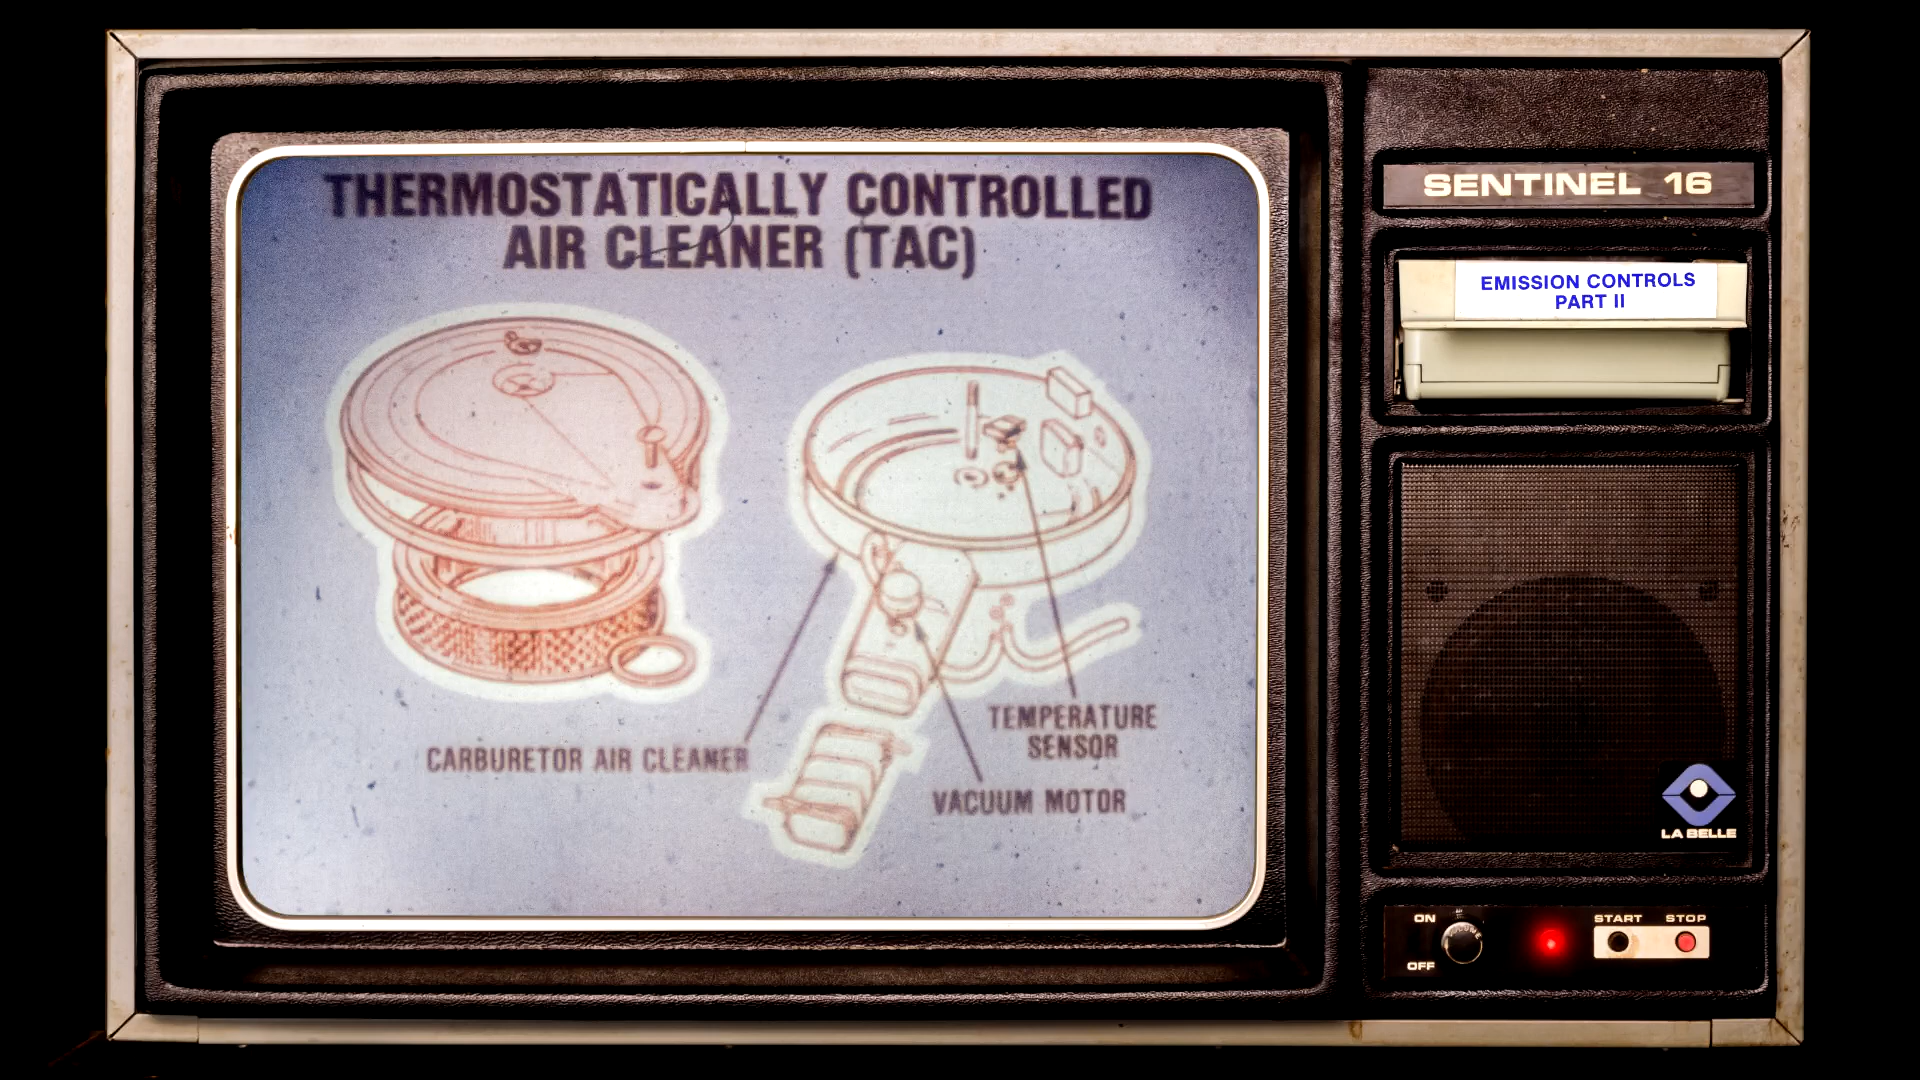 THERMOSTATICALLY CONTROLLED
AIR CLEANER (TAC)
CARBURETOR AIR CLEANER
TEMPERATURE
SENSOR
VACUUM MOTOR
SENTINEL 16
EMISSION CONTROLS
PART II
LA BELLE
ON
OFF
VOLUME
START
STOP